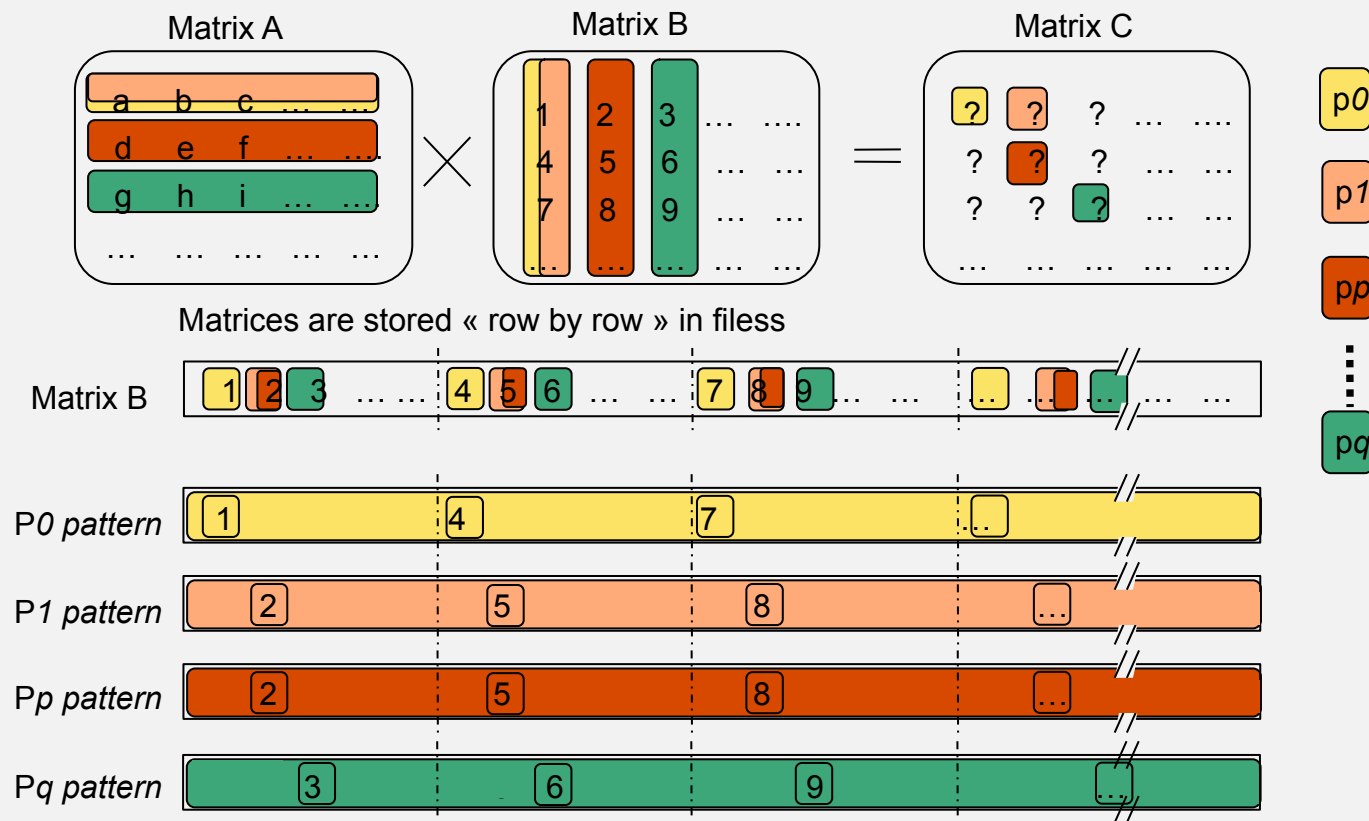 Matrix A
Matrix B
Matrix C
a b c … …
d e f … ….
g h i … ….
… … … … …
1 2 3 … ….
4 5 6 … …
7 8 9 … …
… … … … …
? ? ? … ….
? ? ? … …
? ? ? … …
… … … … …
p0
p1
pp
pq
Matrices are stored « row by row » in filess
Matrix B 1 2 3 … … 4 5 6 … … 7 8 9 … … … … … … …
P0 pattern 1 4 7 …
P1 pattern 2 5 8 …
Pp pattern 2 5 8 …
Pq pattern 3 6 9 …